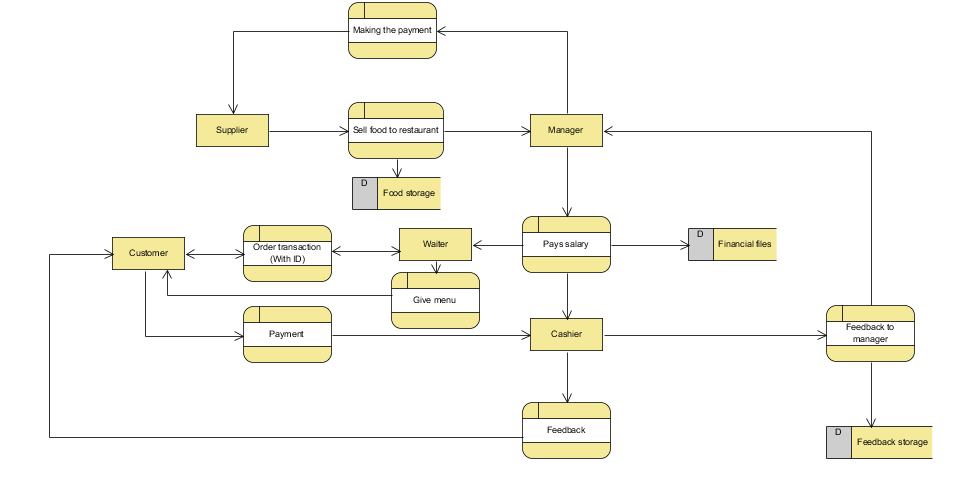 Making the payment
Supplier
Sell food to restaurant
Manager
D
Food storage
Customer
Order transaction
(With ID)
Waiter
Pays salary
D
Financial files
Give menu
Payment
Cashier
Feedback to
manager
Feedback
D
Feedback storage